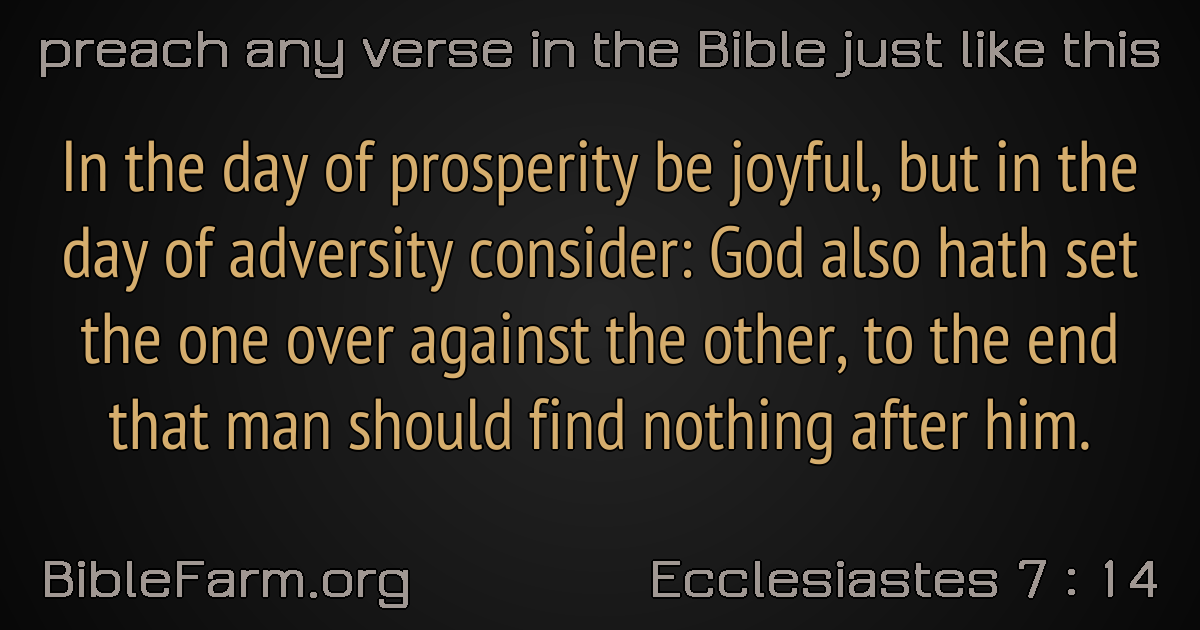 preach any verse in the Bible just like this
In the day of prosperity be joyful, but in the
day of adversity consider: God also hath set
the one over against the other, to the end
that man should find nothing after him.
BibleFarm.org
Ecclesiastes 7 : 14